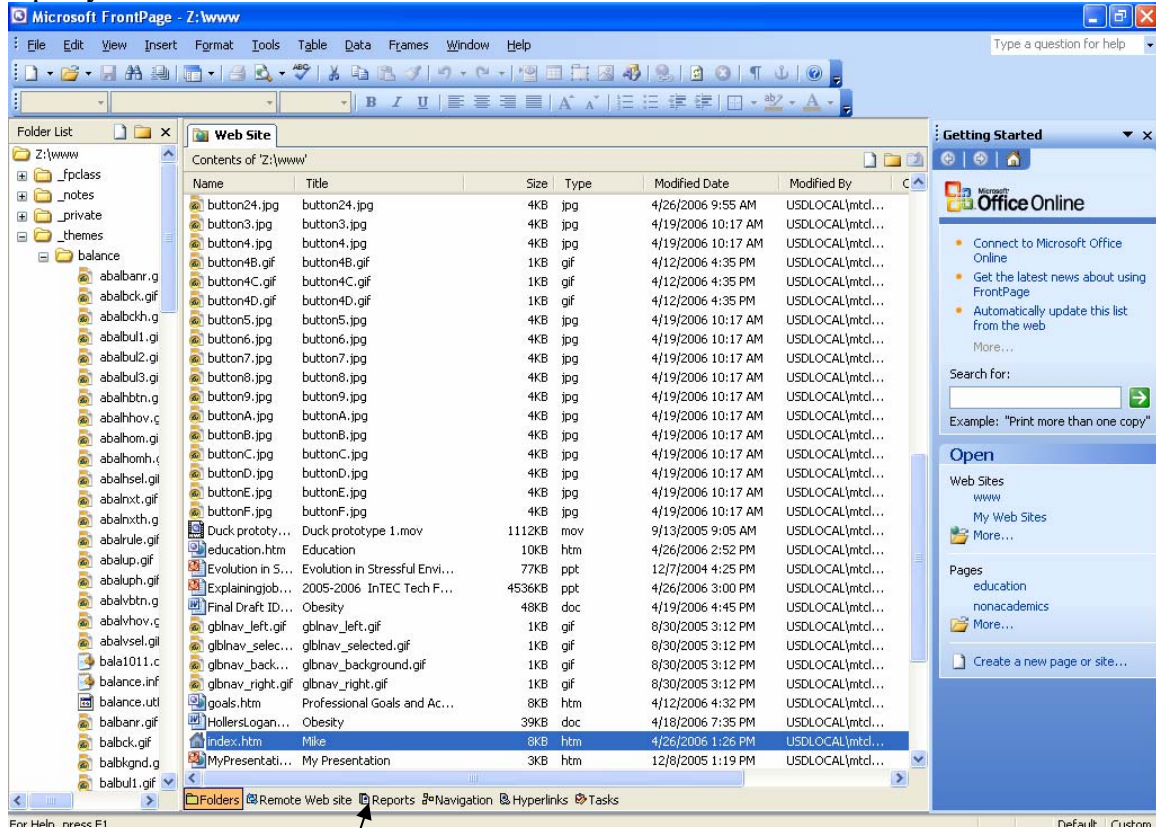 Microsoft FrontPage - Z:\www
File Edit View Insert Format Tools Table Data Frames Window Help
Type a question for help
Folder List
Z:\www
_fpclass
_notes
_private
_themes
balance
abalbanr.g
abalbck.gif
abalbckh.g
abalbul1.gi
abalbul2.gi
abalbul3.gi
abalhbtn.g
abalhhov.g
abalhom.gi
abalhomh.g
abalhsel.gi
abalnxt.gif
abalnxth.g
abalrule.gif
abalup.gif
abaluph.gif
abalvbtn.g
abalvhov.g
abalvsel.gi
bala1011.c
balance.inf
balance.utf
balbanr.gif
balbck.gif
balbkgnd.g
balbul1.gif
Web Site
Contents of 'Z:\www'
Name Title Size Type Modified Date Modified By C
button24.jpg button24.jpg 4KB jpg 4/26/2006 9:55 AM USDLOCAL\mtcl...
button3.jpg button3.jpg 4KB jpg 4/19/2006 10:17 AM USDLOCAL\mtcl...
button4.jpg button4.jpg 4KB jpg 4/19/2006 10:17 AM USDLOCAL\mtcl...
button4B.gif button4B.gif 1KB gif 4/12/2006 4:35 PM USDLOCAL\mtcl...
button4C.gif button4C.gif 1KB gif 4/12/2006 4:35 PM USDLOCAL\mtcl...
button4D.gif button4D.gif 1KB gif 4/12/2006 4:35 PM USDLOCAL\mtcl...
button5.jpg button5.jpg 4KB jpg 4/19/2006 10:17 AM USDLOCAL\mtcl...
button6.jpg button6.jpg 4KB jpg 4/19/2006 10:17 AM USDLOCAL\mtcl...
button7.jpg button7.jpg 4KB jpg 4/19/2006 10:17 AM USDLOCAL\mtcl...
button8.jpg button8.jpg 4KB jpg 4/19/2006 10:17 AM USDLOCAL\mtcl...
button9.jpg button9.jpg 4KB jpg 4/19/2006 10:17 AM USDLOCAL\mtcl...
buttonA.jpg buttonA.jpg 4KB jpg 4/19/2006 10:17 AM USDLOCAL\mtcl...
buttonB.jpg buttonB.jpg 4KB jpg 4/19/2006 10:17 AM USDLOCAL\mtcl...
buttonC.jpg buttonC.jpg 4KB jpg 4/19/2006 10:17 AM USDLOCAL\mtcl...
buttonD.jpg buttonD.jpg 4KB jpg 4/19/2006 10:17 AM USDLOCAL\mtcl...
buttonE.jpg buttonE.jpg 4KB jpg 4/19/2006 10:17 AM USDLOCAL\mtcl...
buttonF.jpg buttonF.jpg 4KB jpg 4/19/2006 10:17 AM USDLOCAL\mtcl...
Duck prototy... Duck prototype 1.mov 1112KB mov 9/13/2005 9:05 AM USDLOCAL\mtcl...
education.htm Education 10KB htm 4/26/2006 2:52 PM USDLOCAL\mtcl...
Evolution in S... Evolution in Stressful Envi... 77KB ppt 12/7/2004 4:25 PM USDLOCAL\mtcl...
Explainingjob... 2005-2006 InTEC Tech F... 4536KB ppt 4/26/2006 3:00 PM USDLOCAL\mtcl...
Final Draft ID... Obesity 48KB doc 4/19/2006 4:45 PM USDLOCAL\mtcl...
gblnav_left.gif gblnav_left.gif 1KB gif 8/30/2005 3:12 PM USDLOCAL\mtcl...
glblnav_selec... glblnav_selected.gif 1KB gif 8/30/2005 3:12 PM USDLOCAL\mtcl...
glbnav_back... glbnav_background.gif 1KB gif 8/30/2005 3:12 PM USDLOCAL\mtcl...
glbnav_right.gif glbnav_right.gif 1KB gif 8/30/2005 3:12 PM USDLOCAL\mtcl...
goals.htm Professional Goals and Ac... 8KB htm 4/12/2006 4:32 PM USDLOCAL\mtcl...
HollersLogan... Obesity 39KB doc 4/18/2006 7:35 PM USDLOCAL\mtcl...
index.htm Mike 8KB htm 4/26/2006 1:26 PM USDLOCAL\mtcl...
MyPresentati... My Presentation 3KB htm 12/8/2005 1:19 PM USDLOCAL\mtcl...
Folders Remote Web site Reports Navigation Hyperlinks Tasks
Getting Started
Microsoft
Office Online
Connect to Microsoft Office
Online
Get the latest news about using
FrontPage
Automatically update this list
from the web
More...
Search for:
Example: "Print more than one copy"
Open
Web Sites
www
My Web Sites
More...
Pages
education
nonacademics
More...
Create a new page or site...
For Help, press F1
Default Custom